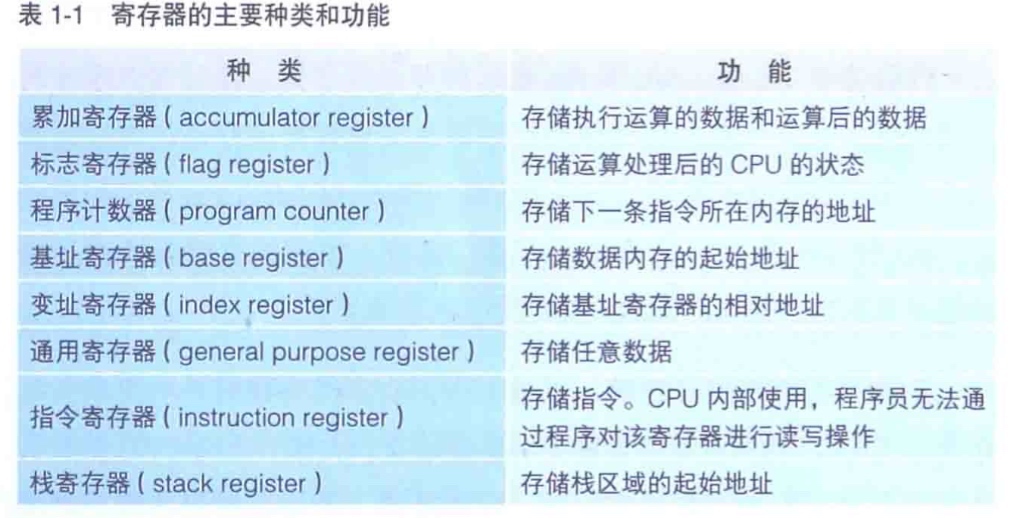 表 1-1 寄存器的主要种类和功能
种 类 功 能
累加寄存器 ( accumulator register ) 存储执行运算的数据和运算后的数据
标志寄存器 ( flag register ) 存储运算处理后的 CPU 的状态
程序计数器 ( program counter ) 存储下一条指令所在内存的地址
基址寄存器 ( base register ) 存储数据内存的起始地址
变址寄存器 ( index register ) 存储基址寄存器的相对地址
通用寄存器 ( general purpose register ) 存储任意数据
指令寄存器 ( instruction register ) 存储指令。CPU 内部使用，程序员无法通
过程序对该寄存器进行读写操作
栈寄存器 ( stack register ) 存储栈区域的起始地址